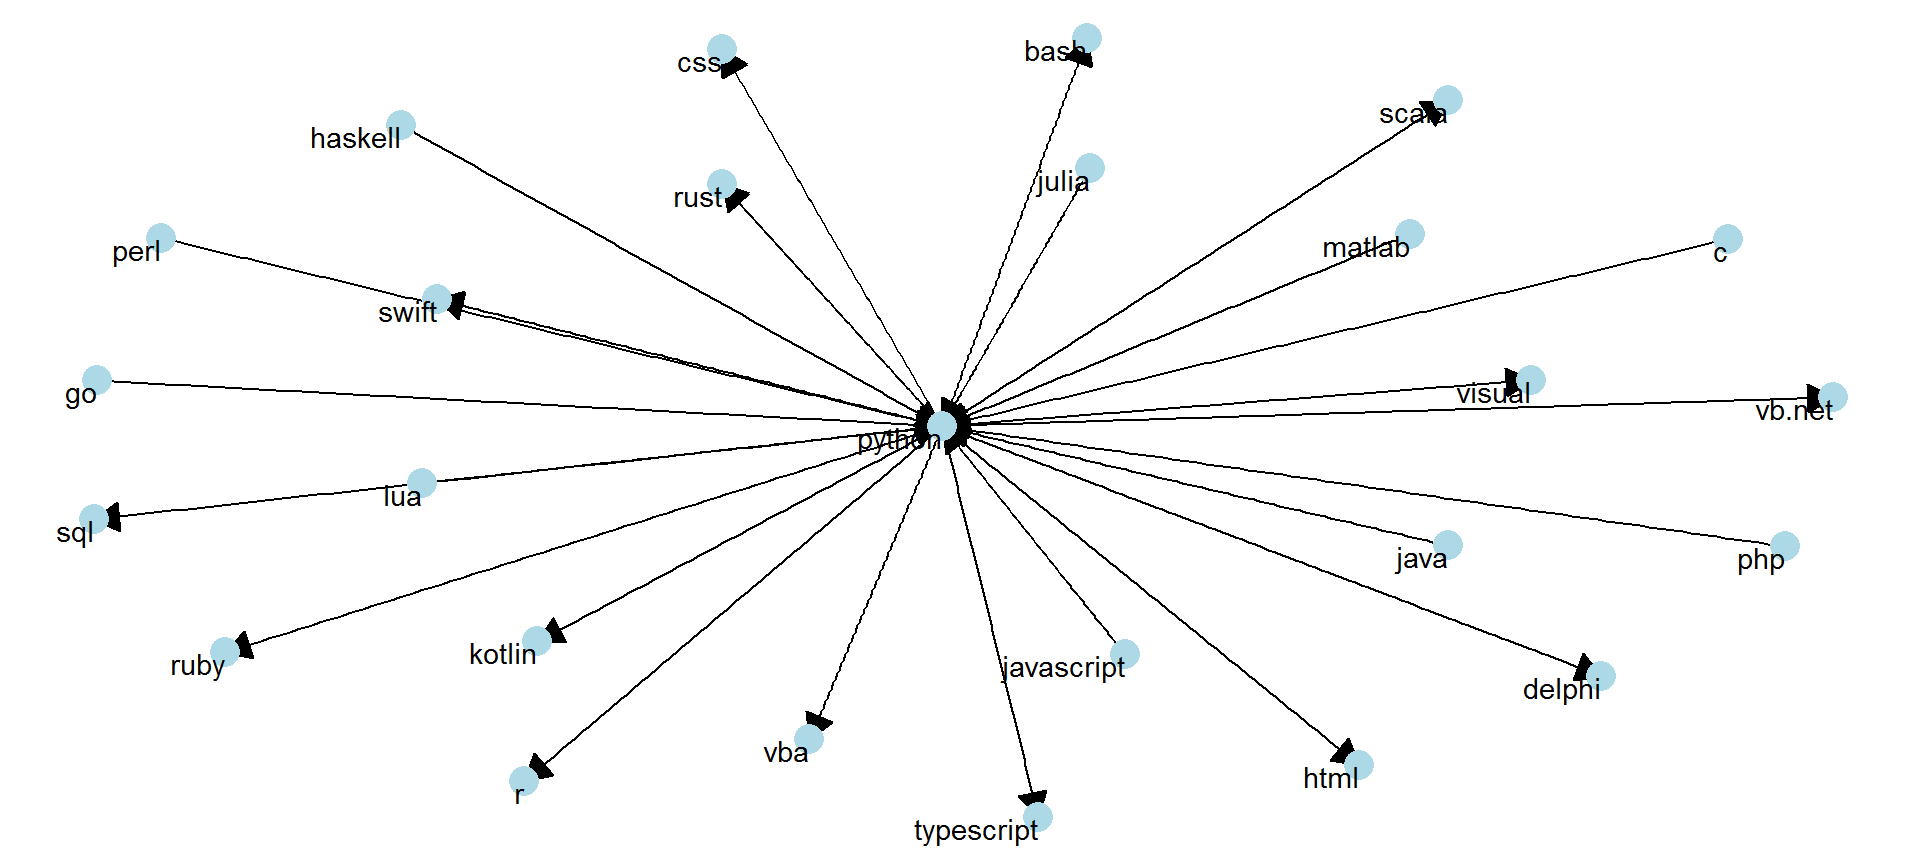 bash
css
scala
haskell
julia
rust
matlab
perl
c
swift
visual
go
vb.net
python
lua
sql
java
php
kotlin
ruby
javascript
delphi
vba
html
r
typescript